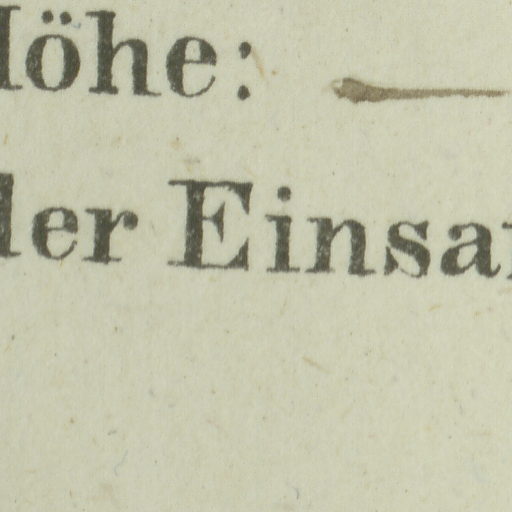 Höhe: —
der Einsa